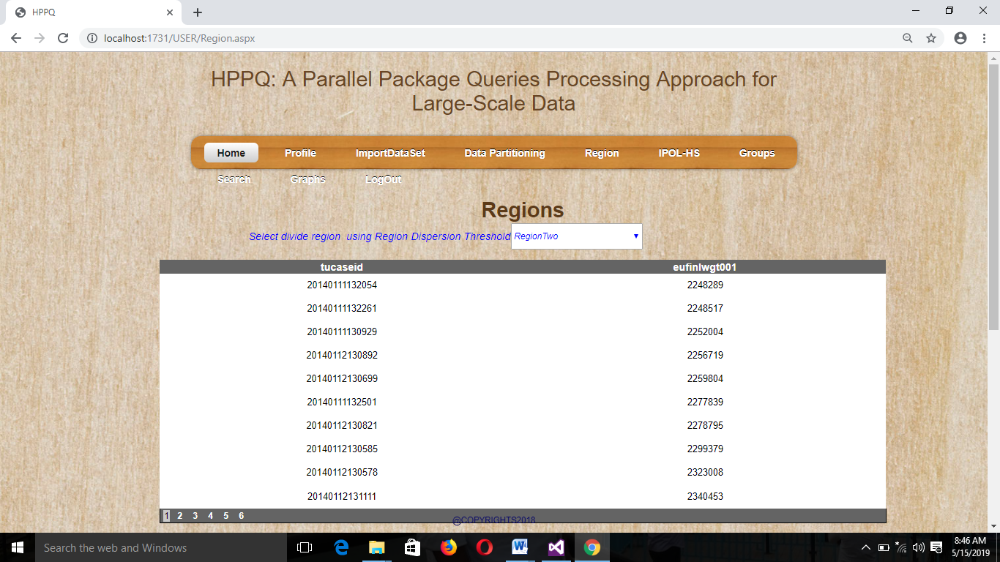 HPPQ
localhost:1731/USER/Region.aspx
HPPQ: A Parallel Package Queries Processing Approach for
Large-Scale Data
Home Profile ImportDataSet Data Partitioning Region IPOL-HS Groups
Search Graphs LogOut
Regions
Select divide region using Region Dispersion Threshold RegionTwo
tucaseid eufinlwgt001
20140111132054 2248289
20140111132261 2248517
20140111130929 2252004
20140112130892 2256719
20140112130699 2259804
20140111132501 2277839
20140112130821 2278795
20140112130585 2299379
20140112130578 2323008
20140112131111 2340453
1 2 3 4 5 6
@COPYRIGHTS2018
Search the web and Windows
8:46 AM
5/15/2019